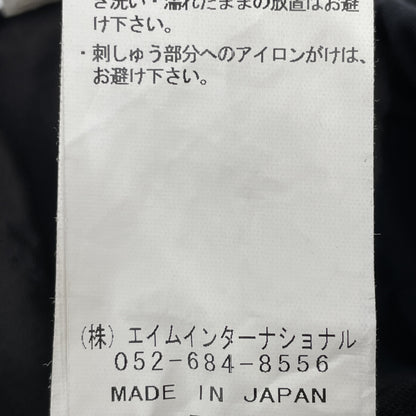 き洗い・濡れたままの放置はお避
け下さい。
・刺しゅう部分へのアイロンがけは、
お避け下さい。
(株) エイムインターナショナル
052-684-8556
MADE IN JAPAN